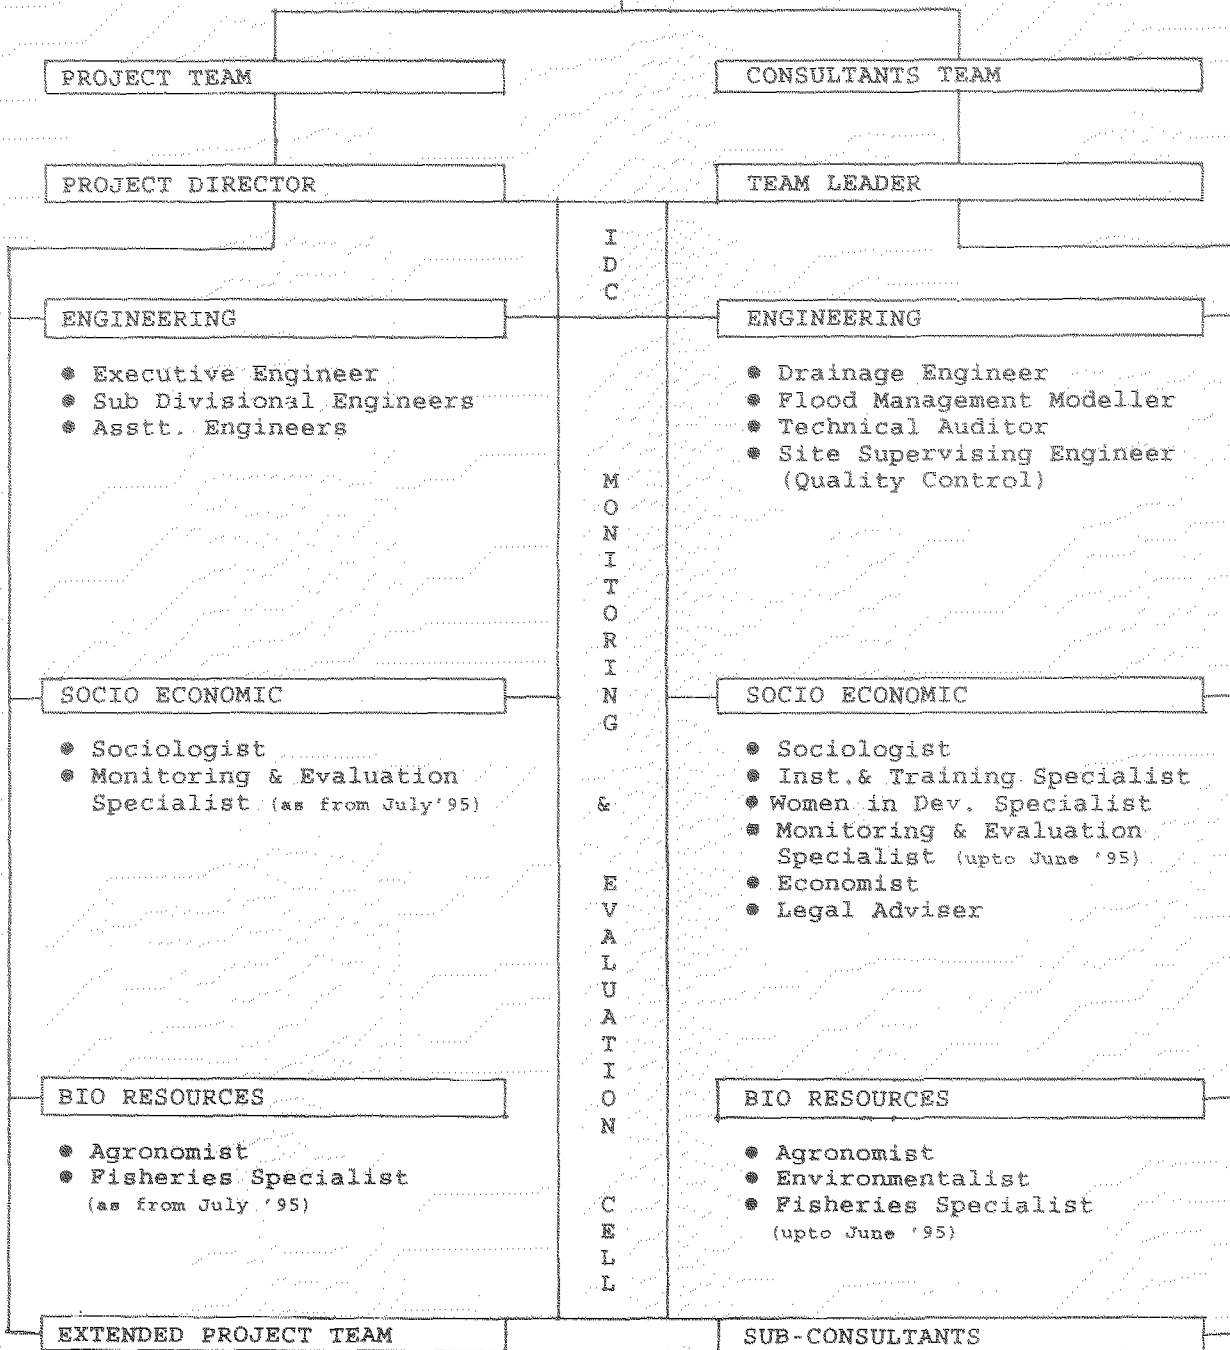 PROJECT TEAM
CONSULTANTS TEAM
PROJECT DIRECTOR
TEAM LEADER
IDC
MONITORING
&
EVALUATION
CELL
ENGINEERING
• Executive Engineer
• Sub Divisional Engineers
• Asstt. Engineers
ENGINEERING
• Drainage Engineer
• Flood Management Modeller
• Technical Auditor
• Site Supervising Engineer
(Quality Control)
SOCIO ECONOMIC
• Sociologist
• Monitoring & Evaluation
Specialist (as from July'95)
SOCIO ECONOMIC
• Sociologist
• Inst.& Training Specialist
• Women in Dev. Specialist
• Monitoring & Evaluation
Specialist (upto June '95)
• Economist
• Legal Adviser
BIO RESOURCES
• Agronomist
• Fisheries Specialist
(as from July '95)
BIO RESOURCES
• Agronomist
• Environmentalist
• Fisheries Specialist
(upto June '95)
EXTENDED PROJECT TEAM
SUB-CONSULTANTS